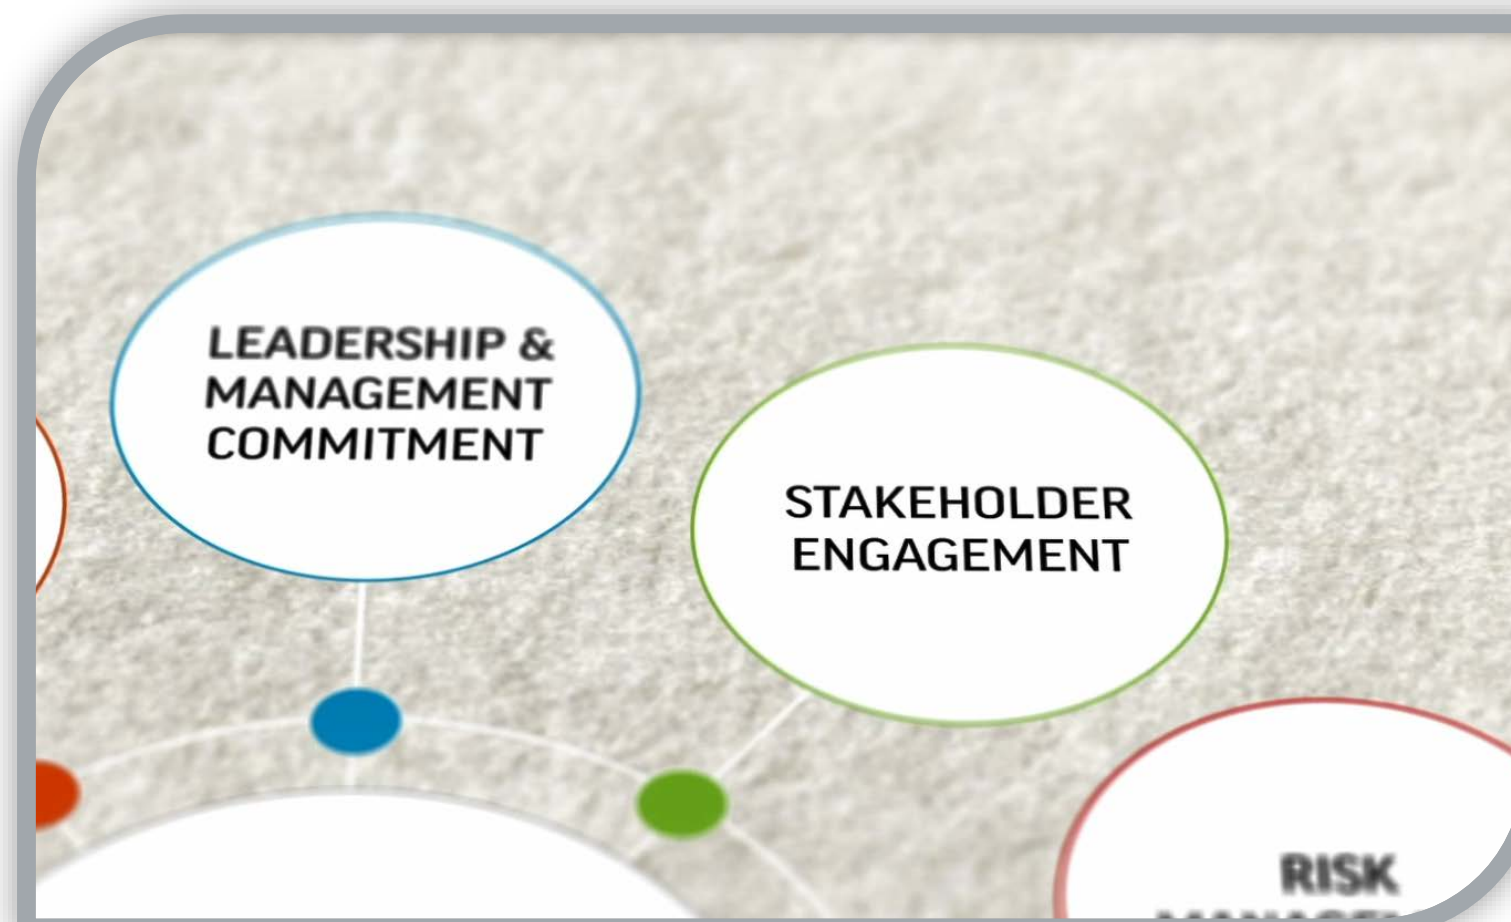 LEADERSHIP &
MANAGEMENT
COMMITMENT
STAKEHOLDER
ENGAGEMENT
RISK